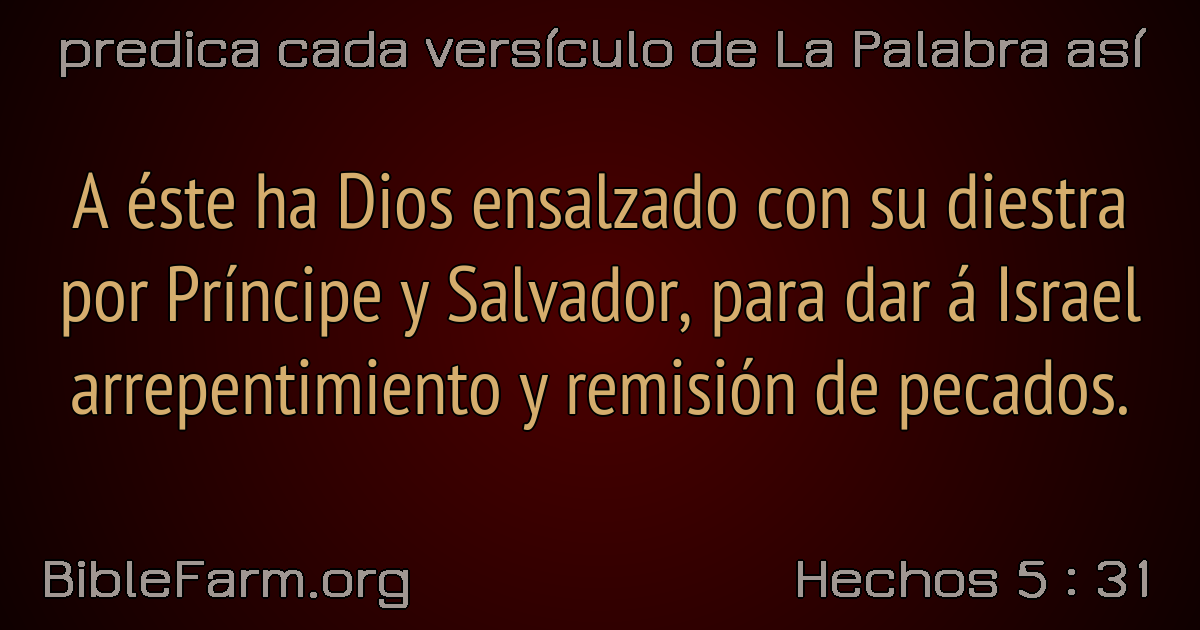 predica cada versículo de La Palabra así
A éste ha Dios ensalzado con su diestra
por Príncipe y Salvador, para dar á Israel
arrepentimiento y remisión de pecados.
BibleFarm.org
Hechos 5 : 31